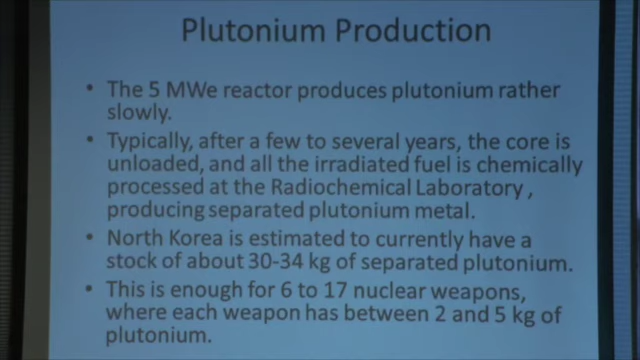 Plutonium Production
• The 5 MWe reactor produces plutonium rather
slowly.
• Typically, after a few to several years, the core is
unloaded, and all the irradiated fuel is chemically
processed at the Radiochemical Laboratory ,
producing separated plutonium metal.
• North Korea is estimated to currently have a
stock of about 30-34 kg of separated plutonium.
• This is enough for 6 to 17 nuclear weapons,
where each weapon has between 2 and 5 kg of
plutonium.